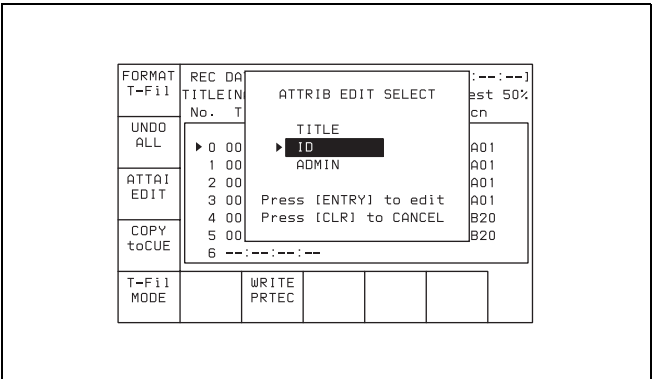 FORMAT
T-Fil
UNDO
ALL
ATTAI
EDIT
COPY
toCUE
T-Fil
MODE
WRITE
PRTEC
REC DA :--:--]
TITLE[N est 50%
No. T cn
0 00 A01
1 00 A01
2 00 A01
3 00 A01
4 00 B20
5 00 B20
6 --:--:--:--
ATTRIB EDIT SELECT
TITLE
ID
ADMIN
Press [ENTRY] to edit
Press [CLR] to CANCEL